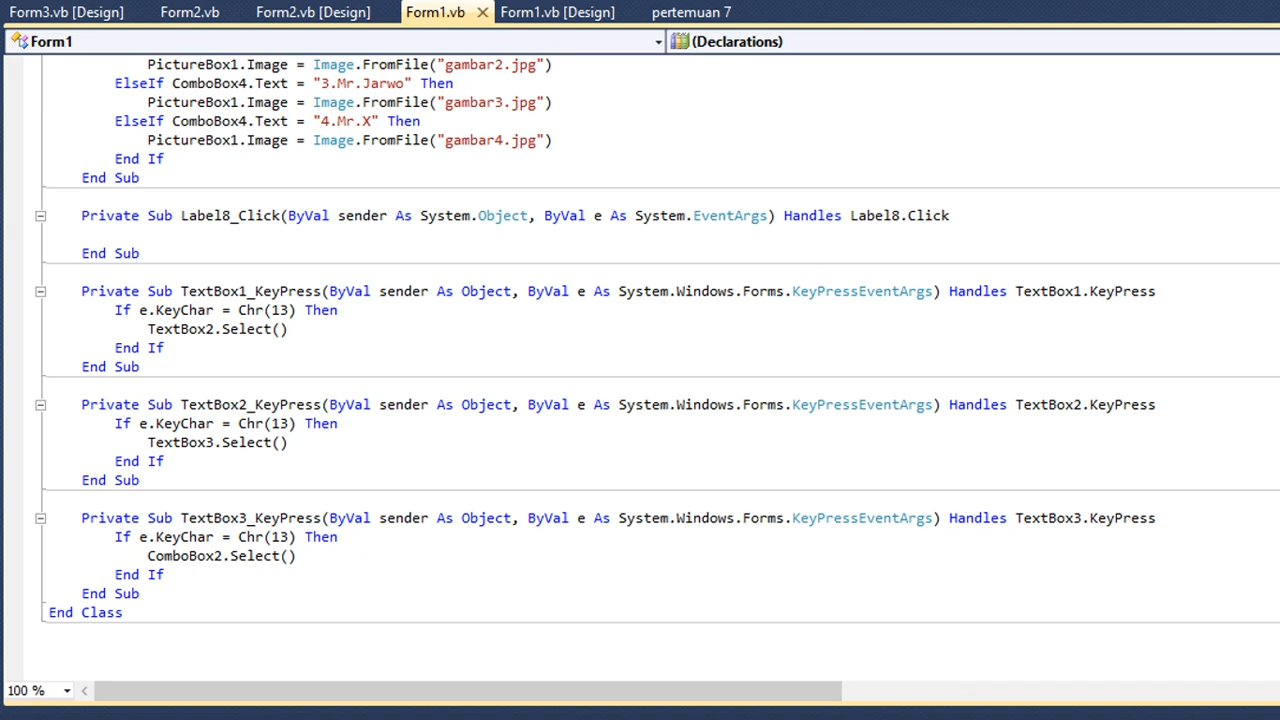 Form3.vb [Design] Form2.vb Form2.vb [Design] Form1.vb Form1.vb [Design] pertemuan 7
Form1 (Declarations)
PictureBox1.Image = Image.FromFile("gambar2.jpg")
ElseIf ComboBox4.Text = "3.Mr.Jarwo" Then
PictureBox1.Image = Image.FromFile("gambar3.jpg")
ElseIf ComboBox4.Text = "4.Mr.X" Then
PictureBox1.Image = Image.FromFile("gambar4.jpg")
End If
End Sub
Private Sub Label8_Click(ByVal sender As System.Object, ByVal e As System.EventArgs) Handles Label8.Click
End Sub
Private Sub TextBox1_KeyPress(ByVal sender As Object, ByVal e As System.Windows.Forms.KeyPressEventArgs) Handles TextBox1.KeyPress
If e.KeyChar = Chr(13) Then
TextBox2.Select()
End If
End Sub
Private Sub TextBox2_KeyPress(ByVal sender As Object, ByVal e As System.Windows.Forms.KeyPressEventArgs) Handles TextBox2.KeyPress
If e.KeyChar = Chr(13) Then
TextBox3.Select()
End If
End Sub
Private Sub TextBox3_KeyPress(ByVal sender As Object, ByVal e As System.Windows.Forms.KeyPressEventArgs) Handles TextBox3.KeyPress
If e.KeyChar = Chr(13) Then
ComboBox2.Select()
End If
End Sub
End Class
100 %